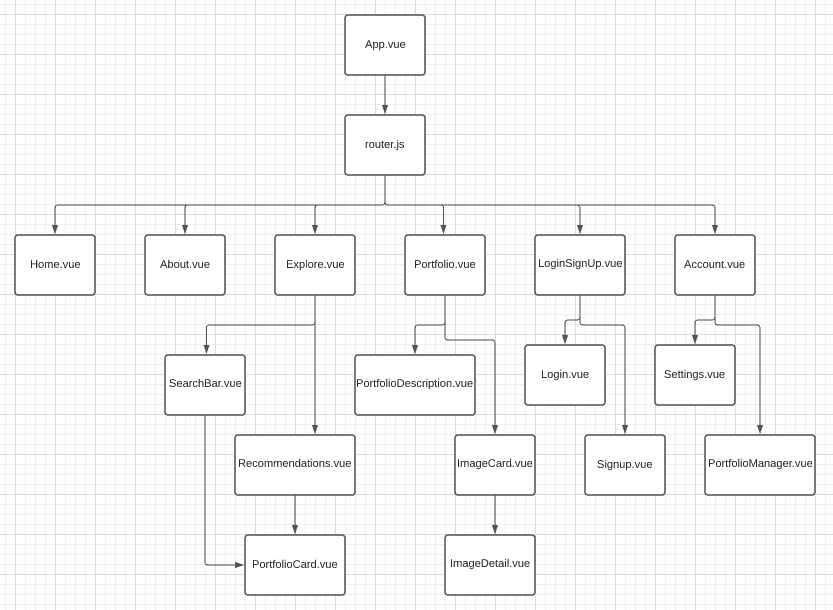 App.vue
router.js
Home.vue
About.vue
Explore.vue
Portfolio.vue
LoginSignUp.vue
Account.vue
SearchBar.vue
PortfolioDescription.vue
Login.vue
Settings.vue
Recommendations.vue
ImageCard.vue
Signup.vue
PortfolioManager.vue
PortfolioCard.vue
ImageDetail.vue